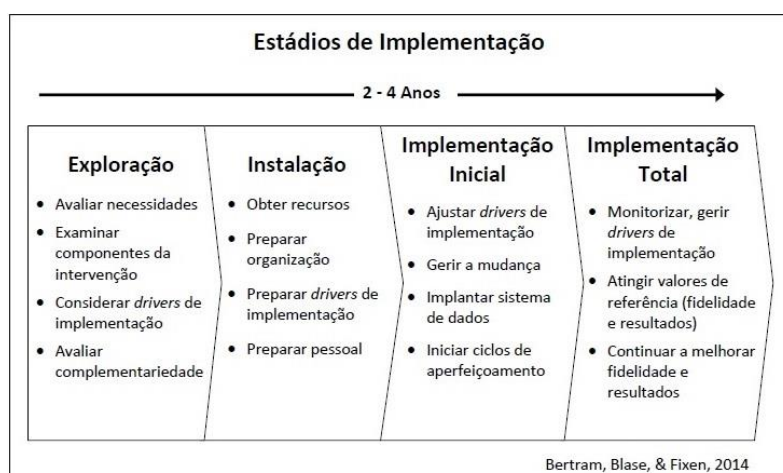 Estádios de Implementação
2 - 4 Anos
Exploração
• Avaliar necessidades
• Examinar
componentes da
intervenção
• Considerar drivers de
implementação
• Avaliar
complementariedade
Instalação
• Obter recursos
• Preparar
organização
• Preparar drivers de
implementação
• Preparar pessoal
Implementação
Inicial
• Ajustar drivers de
implementação
• Gerir a mudança
• Implantar sistema
de dados
• Iniciar ciclos de
aperfeiçoamento
Implementação
Total
• Monitorizar, gerir
drivers de
implementação
• Atingir valores de
referência (fidelidade
e resultados)
• Continuar a melhorar
fidelidade e
resultados
Bertram, Blase, & Fixen, 2014